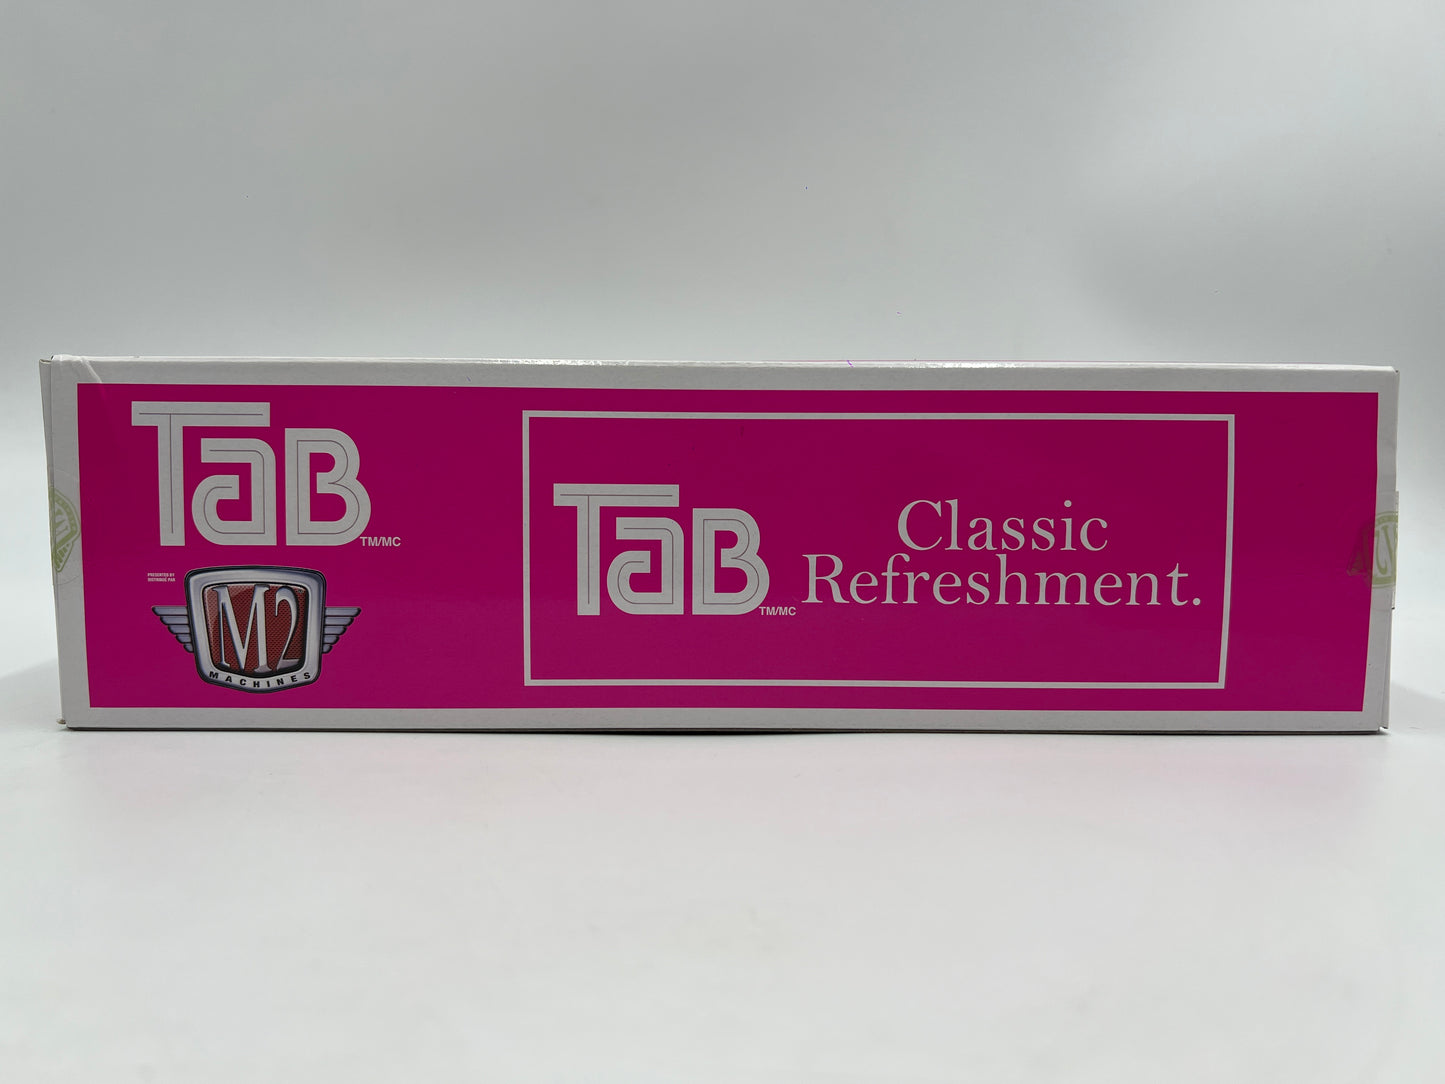 TaB
TM/MC
PRESENTED BY
DISTRIBUÉ PAR
M2
MACHINES
TaB
TM/MC
Classic
Refreshment.